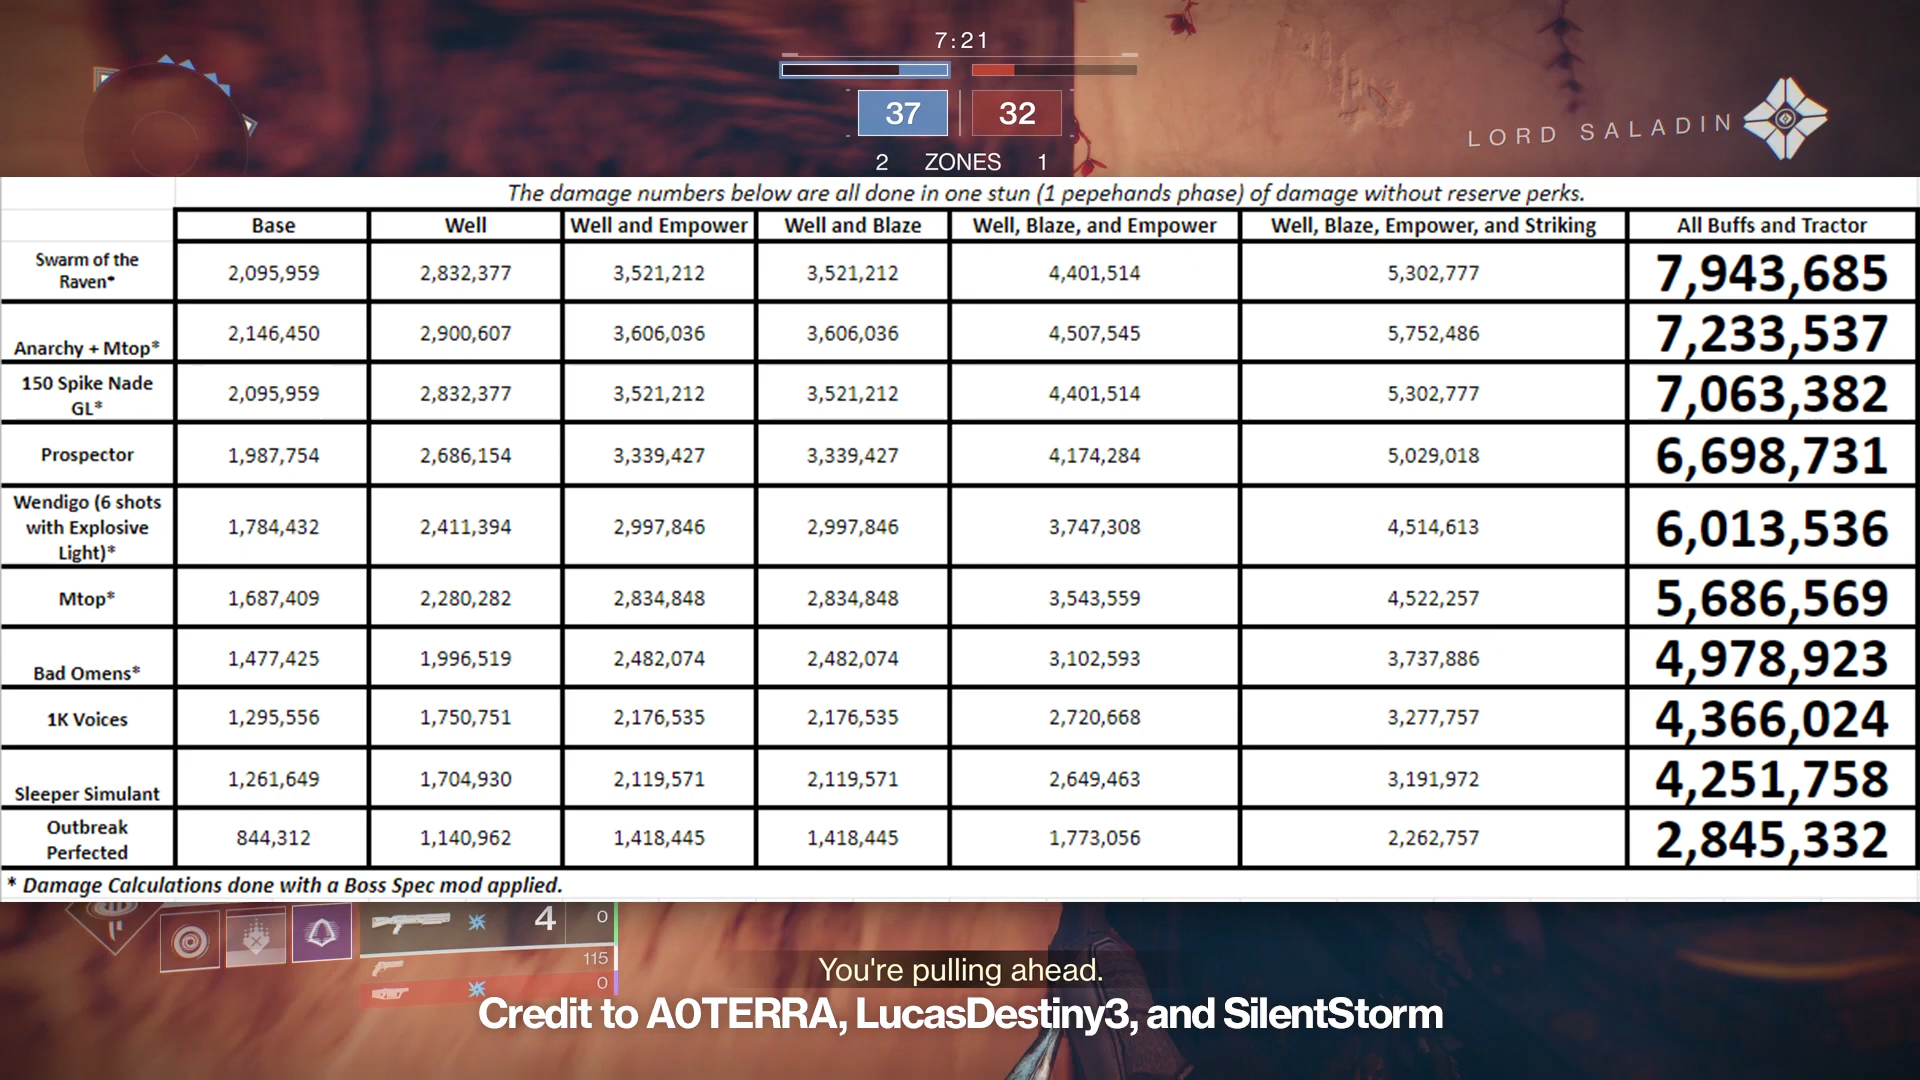 7:21
37 32
2 ZONES 1
LORD SALADIN
The damage numbers below are all done in one stun (1 pepehands phase) of damage without reserve perks.
Base Well Well and Empower Well and Blaze Well, Blaze, and Empower Well, Blaze, Empower, and Striking All Buffs and Tractor
Swarm of the
Raven* 2,095,959 2,832,377 3,521,212 3,521,212 4,401,514 5,302,777 7,943,685
Anarchy + Mtop* 2,146,450 2,900,607 3,606,036 3,606,036 4,507,545 5,752,486 7,233,537
150 Spike Nade
GL* 2,095,959 2,832,377 3,521,212 3,521,212 4,401,514 5,302,777 7,063,382
Prospector 1,987,754 2,686,154 3,339,427 3,339,427 4,174,284 5,029,018 6,698,731
Wendigo (6 shots
with Explosive 1,784,432 2,411,394 2,997,846 2,997,846 3,747,308 4,514,613 6,013,536
Light)*
Mtop* 1,687,409 2,280,282 2,834,848 2,834,848 3,543,559 4,522,257 5,686,569
Bad Omens* 1,477,425 1,996,519 2,482,074 2,482,074 3,102,593 3,737,886 4,978,923
1K Voices 1,295,556 1,750,751 2,176,535 2,176,535 2,720,668 3,277,757 4,366,024
Sleeper Simulant 1,261,649 1,704,930 2,119,571 2,119,571 2,649,463 3,191,972 4,251,758
Outbreak
Perfected 844,312 1,140,962 1,418,445 1,418,445 1,773,056 2,262,757 2,845,332
* Damage Calculations done with a Boss Spec mod applied.
4 0
115
0
You're pulling ahead.
Credit to A0TERRA, LucasDestiny3, and SilentStorm